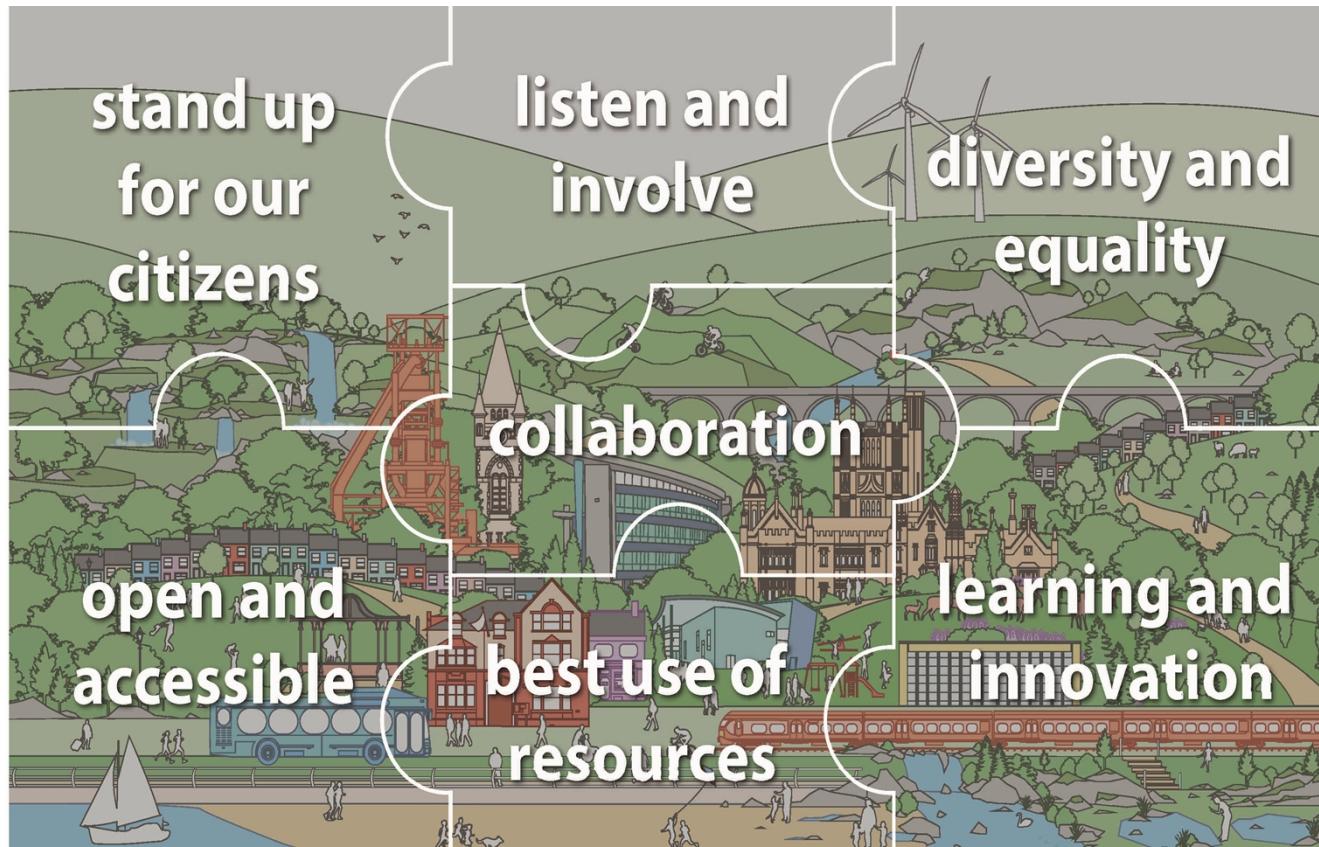 stand up
for our
citizens
listen and
involve
diversity and
equality
collaboration
open and
accessible
best use of
resources
learning and
innovation